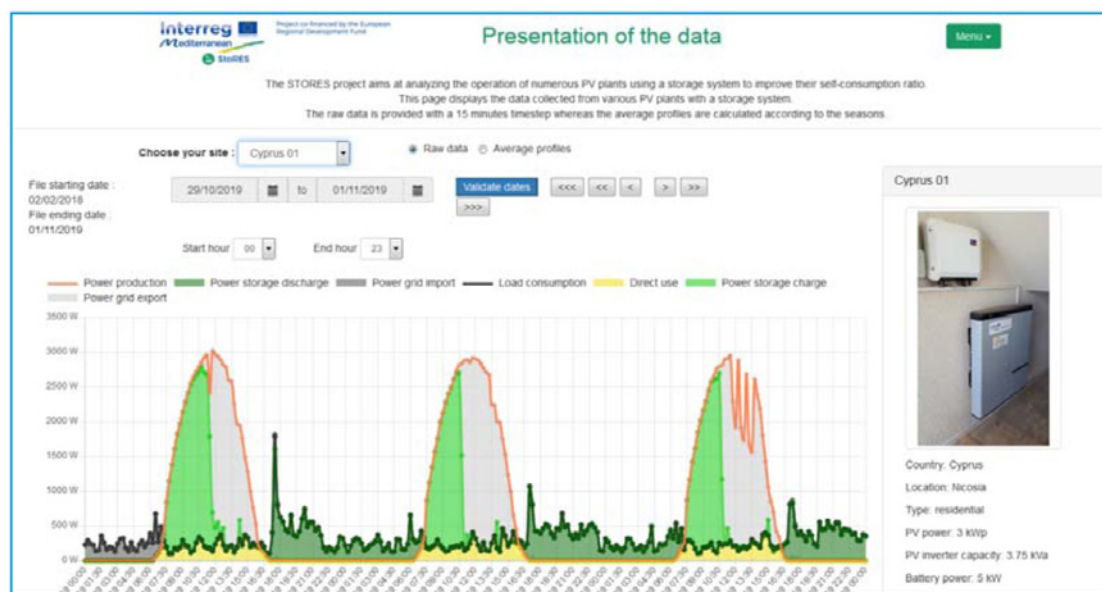 Interreg
Mediterranean
StoRES
Project co-financed by the European
Regional Development Fund
Presentation of the data
Menu
The STORES project aims at analyzing the operation of numerous PV plants using a storage system to improve their self-consumption ratio.
This page displays the data collected from various PV plants with a storage system.
The raw data is provided with a 15 minutes timestep whereas the average profiles are calculated according to the seasons
Choose your site : Cyprus 01 Raw data Average profiles
File starting date :
02/02/2018
File ending date :
01/11/2019
29/10/2019 to 01/11/2019 Validate dates <<< << < > >>
>>>
Start hour 00 End hour 23
Power production Power storage discharge Power grid import Load consumption Direct use Power storage charge
Power grid export
3500 W
3000 W
2500 W
2000 W
1500 W
1000 W
500 W
0 W
Cyprus 01
Country: Cyprus
Location: Nicosia
Type: residential
PV power: 3 kWp
PV inverter capacity: 3.75 kVa
Battery power: 5 kW